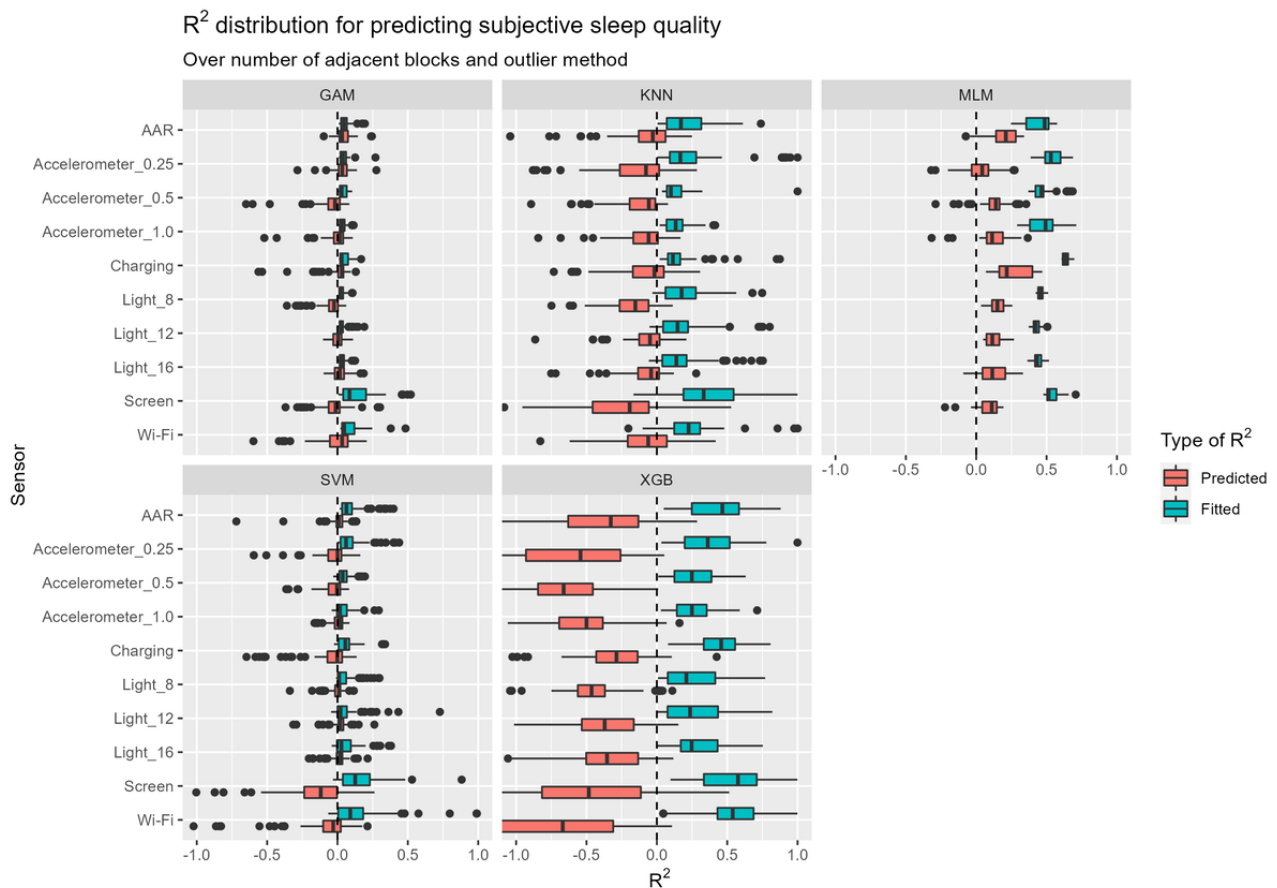 R² distribution for predicting subjective sleep quality
Over number of adjacent blocks and outlier method
GAM KNN MLM
AAR
Accelerometer_0.25
Accelerometer_0.5
Accelerometer_1.0
Charging
Light_8
Light_12
Light_16
Screen
Wi-Fi
-1.0 -0.5 0.0 0.5 1.0
SVM XGB
AAR
Accelerometer_0.25
Accelerometer_0.5
Accelerometer_1.0
Charging
Light_8
Light_12
Light_16
Screen
Wi-Fi
-1.0 -0.5 0.0 0.5 1.0 -1.0 -0.5 0.0 0.5 1.0
R²
Sensor
Type of R²
Predicted
Fitted